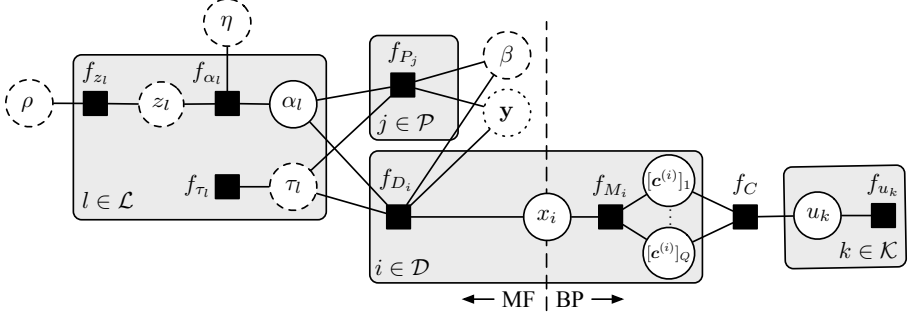 η
f_{P_j}
β
f_{z_l}
f_{α_l}
ρ
z_l
α_l
y
j ∈ P
f_{τ_l}
τ_l
f_{D_i}
l ∈ L
x_i
f_{M_i}
[c^{(i)}]_1
[c^{(i)}]_Q
f_C
u_k
f_{u_k}
i ∈ D
k ∈ K
← MF BP →